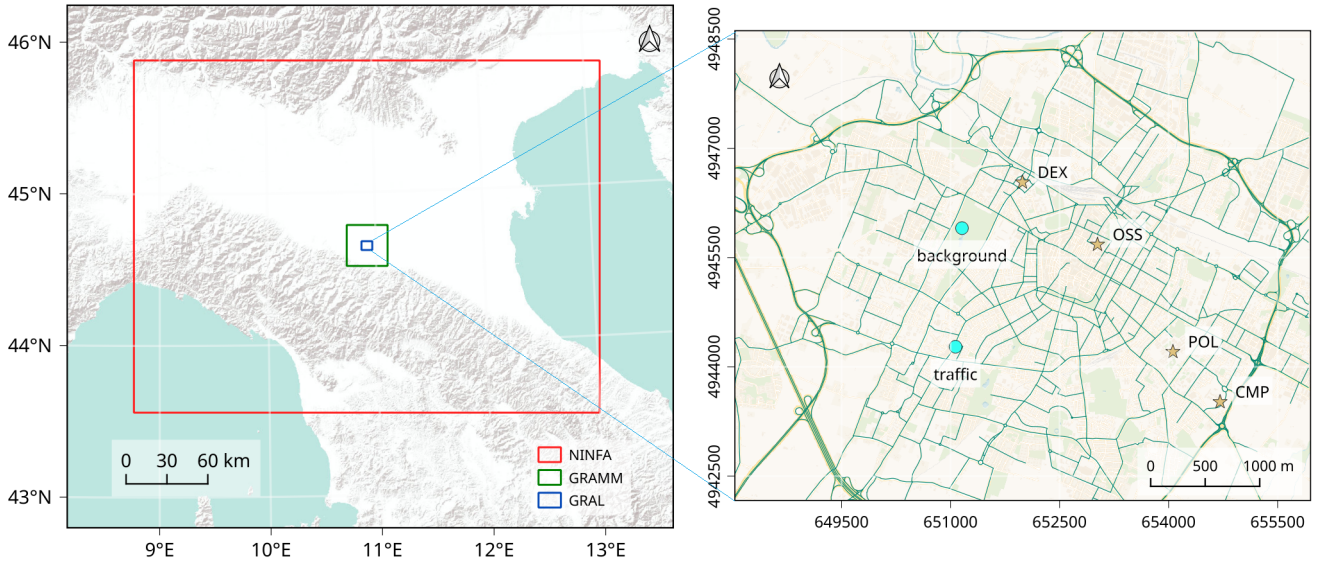 46°N
45°N
44°N
43°N
9°E
10°E
11°E
12°E
13°E
0 30 60 km
NINFA
GRAMM
GRAL
4948500
4947000
4945500
4944000
4942500
649500
651000
652500
654000
655500
DEX
OSS
background
POL
traffic
CMP
0 500 1000 m